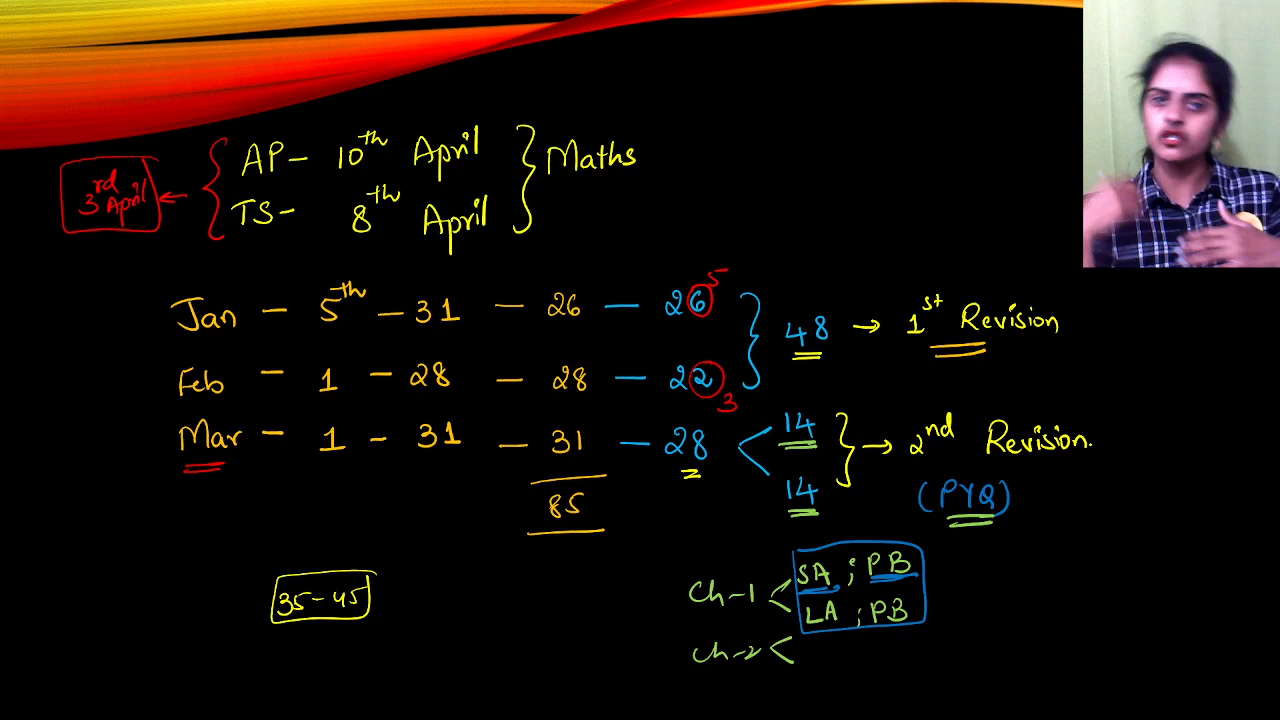 AP - 10th April } Maths
3rd April ← { TS - 8th April
Jan - 5th - 31 - 26 - 26 5
Feb - 1 - 28 - 28 - 22 3
48 → 1st Revision
Mar - 1 - 31 - 31 - 28 < 14
14
} → 2nd Revision.
(PYQ)
85
35-45
Ch-1 < SA ; PB
LA ; PB
Ch-2 <